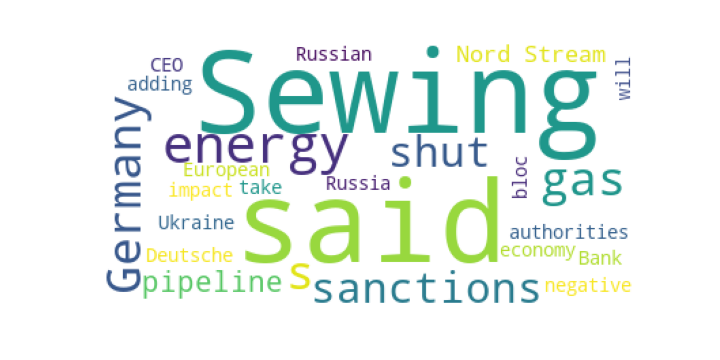 Russian
Nord Stream
CEO
Sewing
will
adding
Germany
energy
shut
European
bloc
gas
impact
take
Russia
said
Ukraine
authorities
Deutsche
economy
Bank
pipeline
s
sanctions
negative